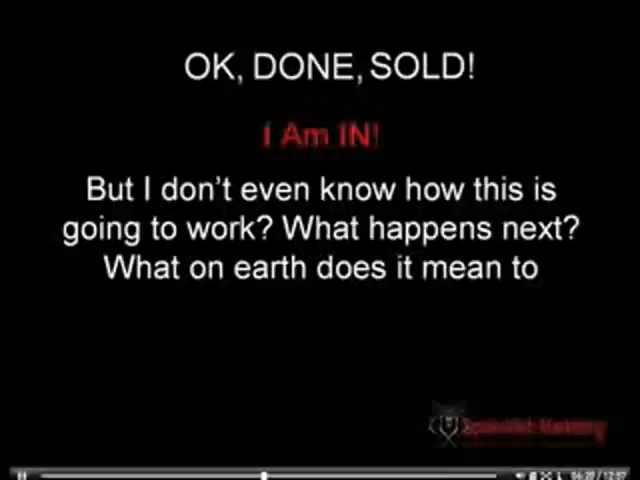 OK, DONE, SOLD!
I Am IN!
But I don't even know how this is
going to work? What happens next?
What on earth does it mean to